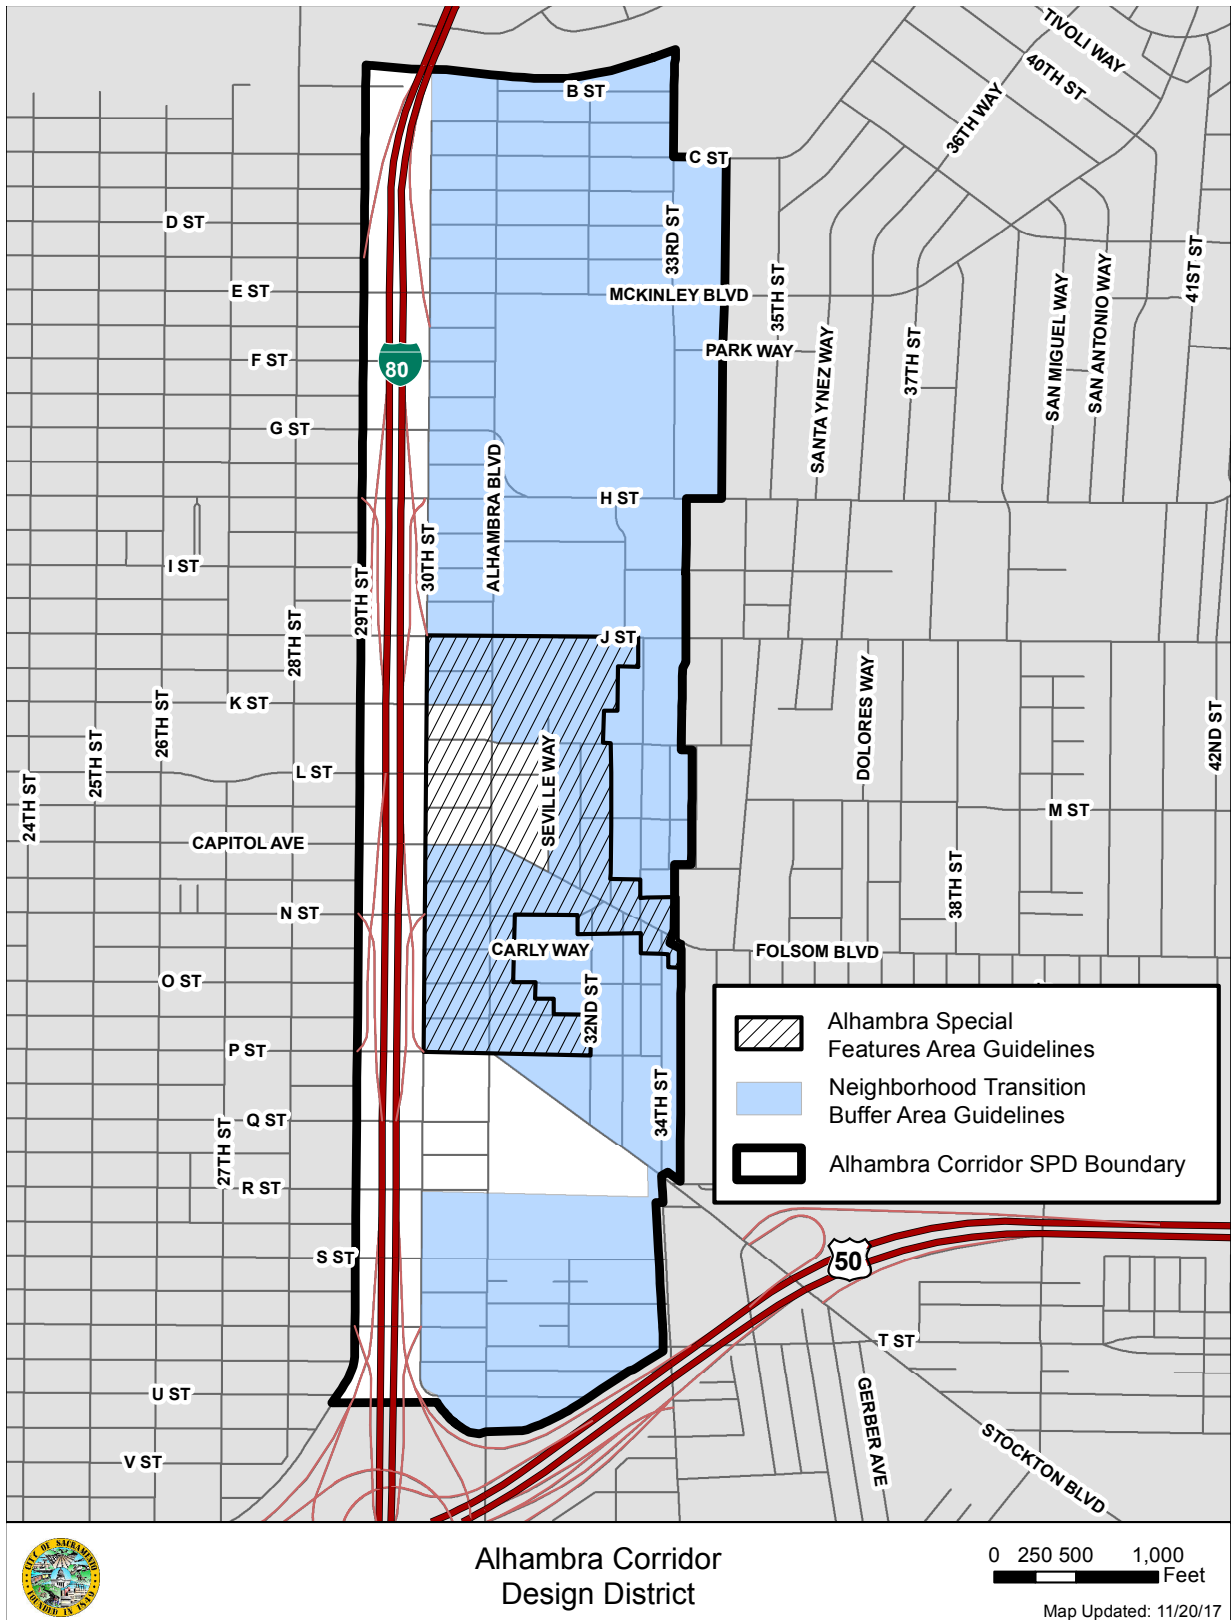 TIVOLI WAY
40TH ST
36TH WAY
B ST
C ST
D ST
33RD ST
E ST
MCKINLEY BLVD
35TH ST
SAN MIGUEL WAY
SAN ANTONIO WAY
41ST ST
F ST
80
PARK WAY
SANTA YNEZ WAY
37TH ST
G ST
ALHAMBRA BLVD
H ST
I ST
29TH ST
30TH ST
28TH ST
J ST
K ST
26TH ST
25TH ST
24TH ST
L ST
SEVILLE WAY
DOLORES WAY
42ND ST
M ST
CAPITOL AVE
38TH ST
N ST
CARLY WAY
FOLSOM BLVD
O ST
32ND ST
P ST
34TH ST
Q ST
27TH ST
R ST
S ST
50
T ST
U ST
GERBER AVE
V ST
STOCKTON BLVD
Alhambra Special
Features Area Guidelines
Neighborhood Transition
Buffer Area Guidelines
Alhambra Corridor SPD Boundary
CITY OF SACRAMENTO
FOUNDED IN 1849
Alhambra Corridor
Design District
0 250 500 1,000
Feet
Map Updated: 11/20/17